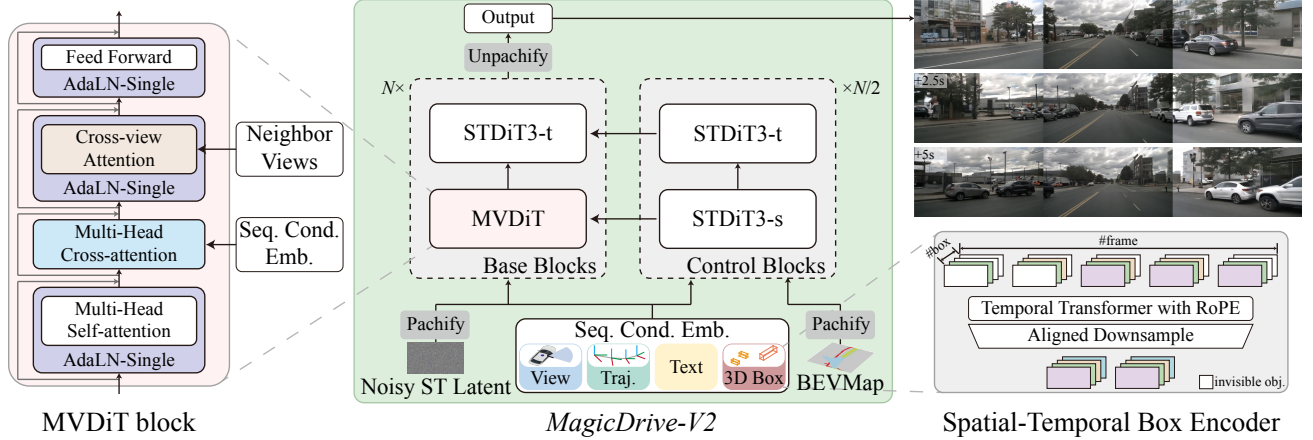 Feed Forward
AdaLN-Single
Cross-view
Attention
AdaLN-Single
Neighbor
Views
Multi-Head
Cross-attention
Seq. Cond.
Emb.
Multi-Head
Self-attention
AdaLN-Single
MVDiT block
Output
Unpachify
N×
STDiT3-t
MVDiT
Base Blocks
×N/2
STDiT3-t
STDiT3-s
Control Blocks
Pachify
Noisy ST Latent
Seq. Cond. Emb.
View
Traj.
Text
3D Box
Pachify
BEVMap
MagicDrive-V2
+2.5s
+5s
#box
#frame
Temporal Transformer with RoPE
Aligned Downsample
invisible obj.
Spatial-Temporal Box Encoder